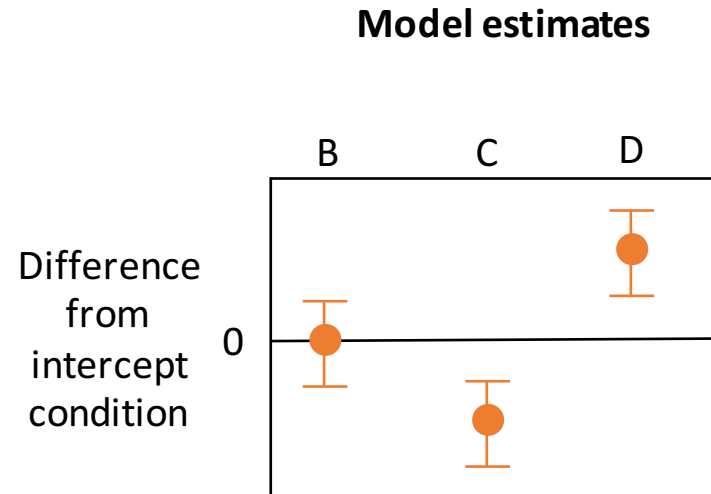 Model estimates
B C D
Difference
from
intercept
condition
0